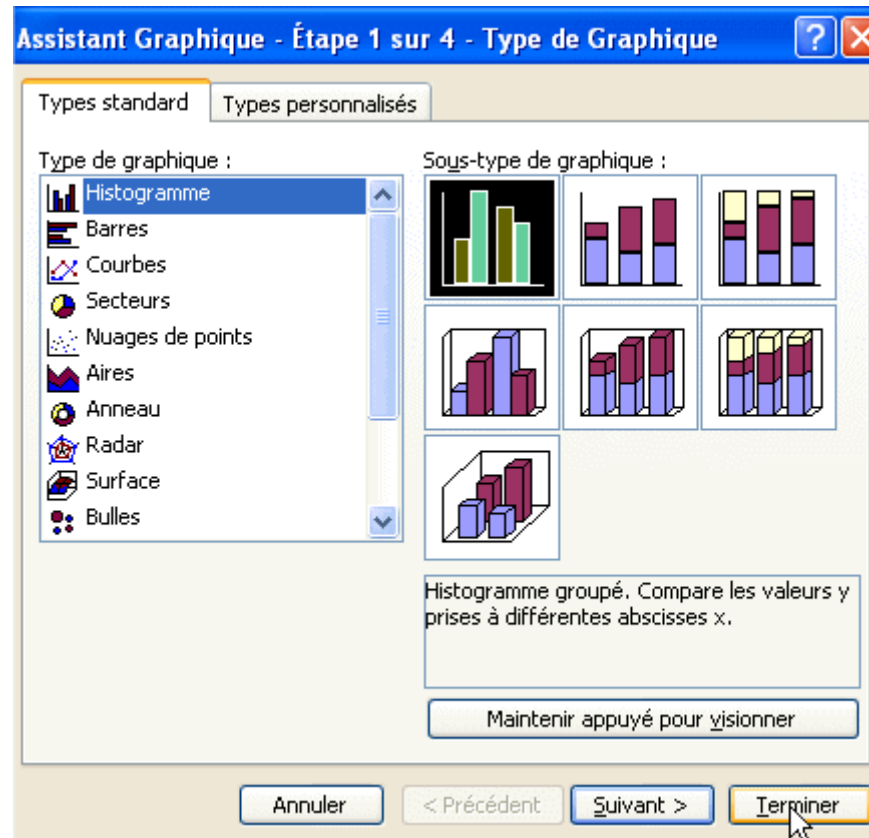 Assistant Graphique - Étape 1 sur 4 - Type de Graphique
Types standard
Types personnalisés
Type de graphique :
Histogramme
Barres
Courbes
Secteurs
Nuages de points
Aires
Anneau
Radar
Surface
Bulles
Sous-type de graphique :
Histogramme groupé. Compare les valeurs y
prises à différentes abscisses x.
Maintenir appuyé pour visionner
Annuler
< Précédent
Suivant >
Terminer